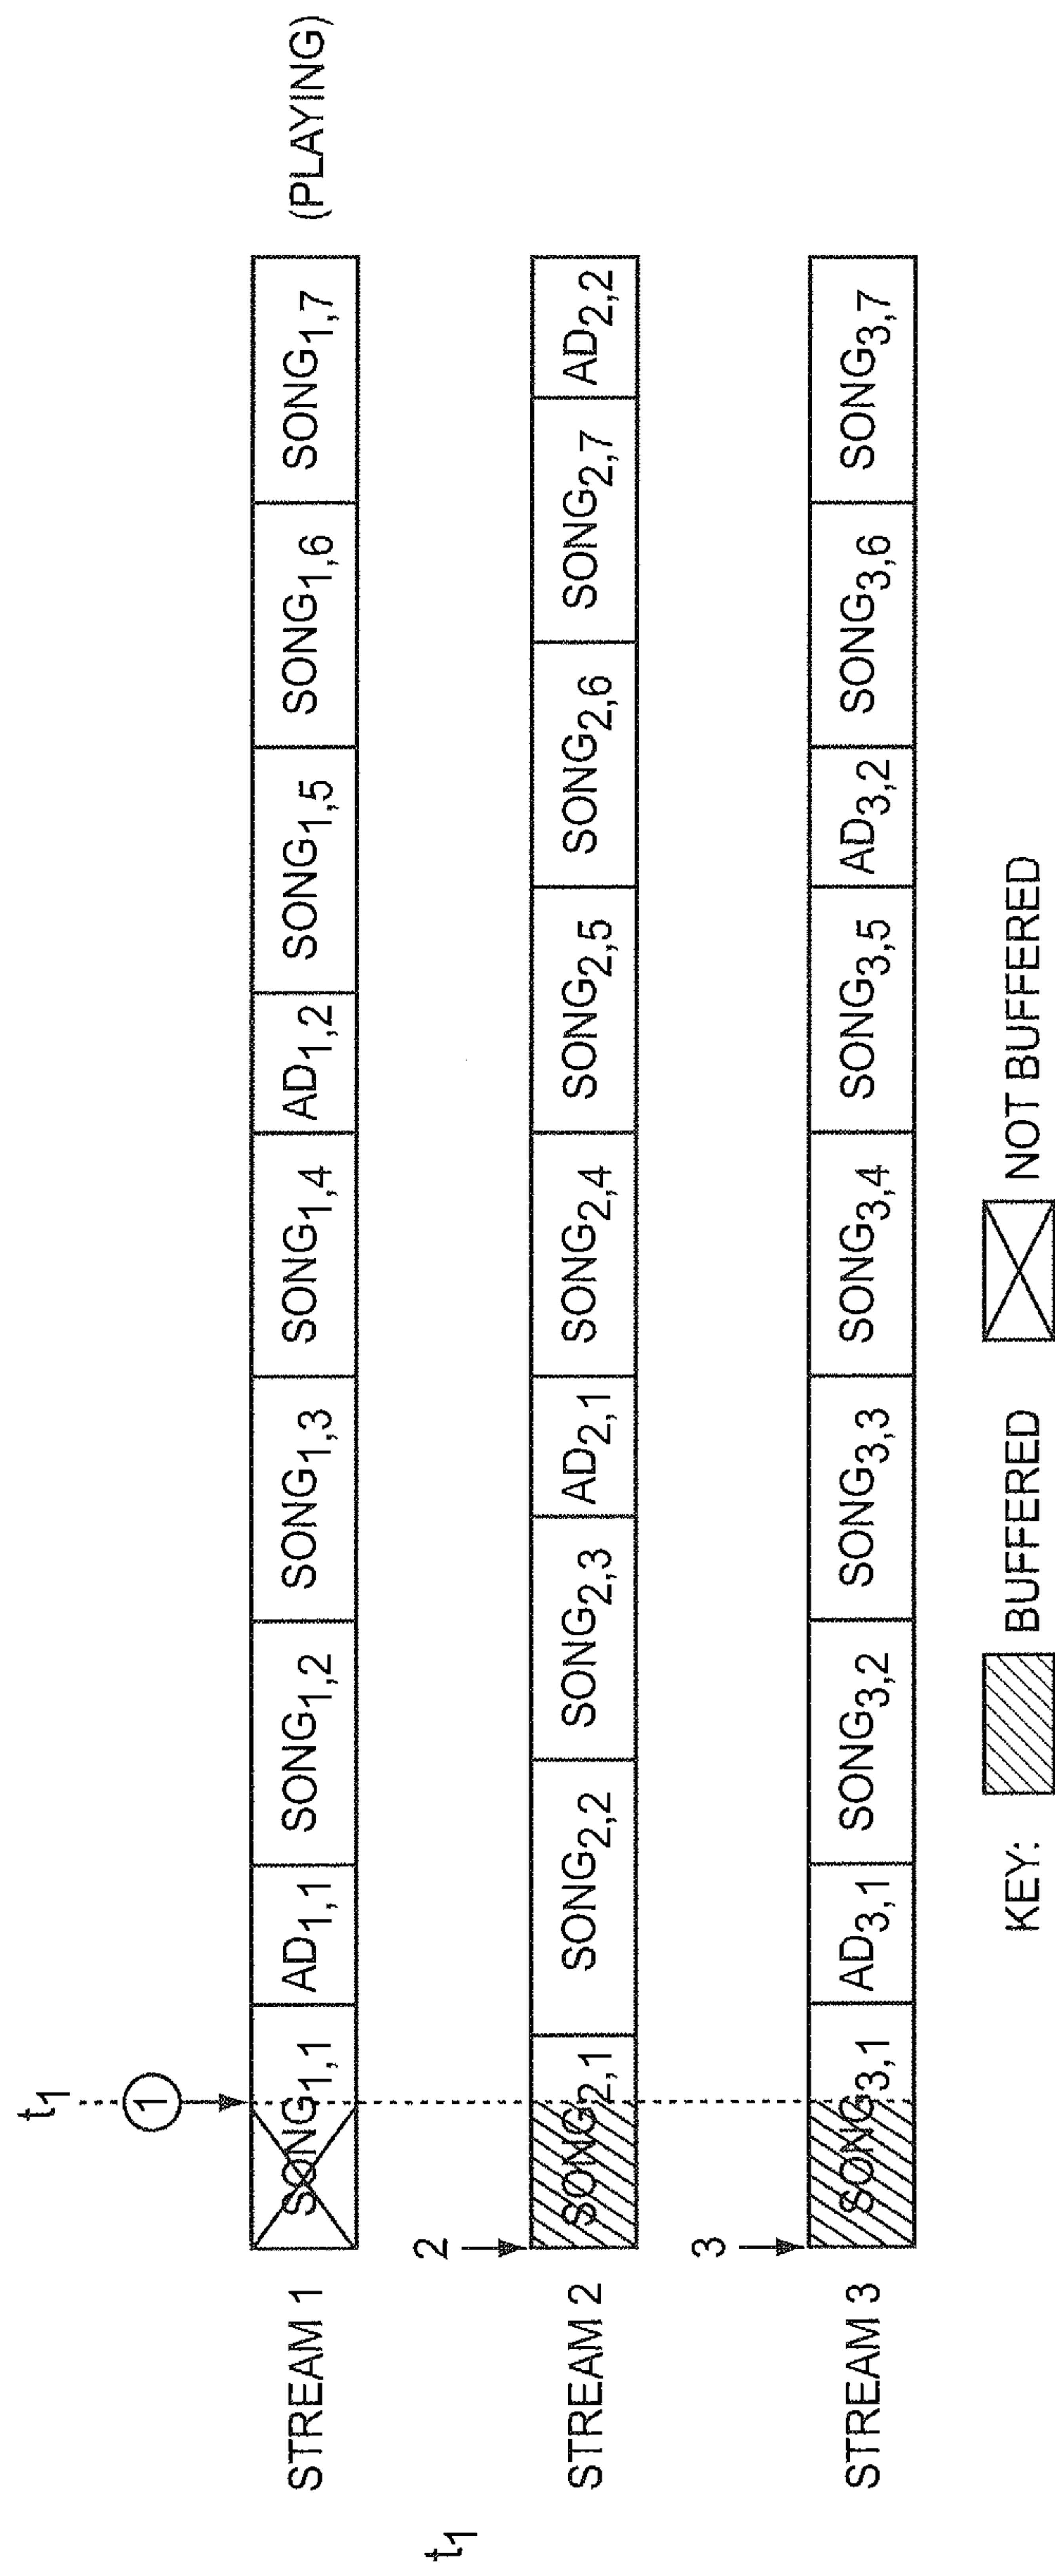 t1
1
STREAM 1 SONG1,1 AD1,1 SONG1,2 SONG1,3 SONG1,4 AD1,2 SONG1,5 SONG1,6 SONG1,7 (PLAYING)
t1
2
STREAM 2 SONG2,1 SONG2,2 SONG2,3 AD2,1 SONG2,4 SONG2,5 SONG2,6 SONG2,7 AD2,2
3
STREAM 3 SONG3,1 AD3,1 SONG3,2 SONG3,3 SONG3,4 SONG3,5 AD3,2 SONG3,6 SONG3,7
KEY: BUFFERED NOT BUFFERED